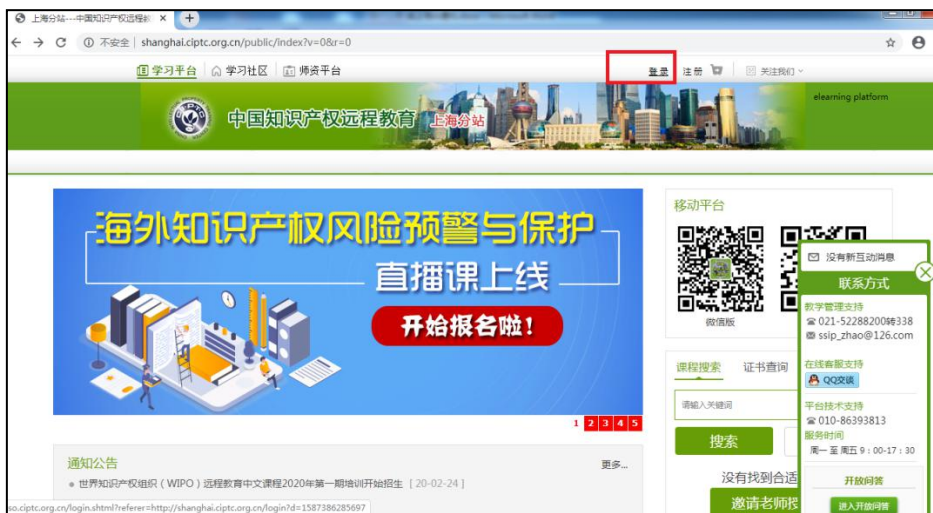 上海分站---中国知识产权远程教
不安全 | shanghai.ciptc.org.cn/public/index?v=0&r=0
学习平台 学习社区 师资平台 登录 注册 关注我们
CIPTC
中国知识产权远程教育 上海分站
elearning platform
海外知识产权风险预警与保护
直播课上线
开始报名啦!
1 2 3 4 5
移动平台
微信版
没有新互动消息
联系方式
教学管理支持
021-52288200转338
ssip_zhao@126.com
在线客服支持
QQ交谈
平台技术支持
010-86393813
服务时间
周一 至 周五 9:00-17:30
开放问答
进入开放问答
课程搜索 证书查询
请输入关键词
搜索
没有找到合适
邀请老师授
通知公告 更多...
世界知识产权组织(WIPO)远程教育中文课程2020年第一期培训开始招生 [ 20-02-24 ]
so.ciptc.org.cn/login.shtml?referer=http://shanghai.ciptc.org.cn/login?d=1587386285697